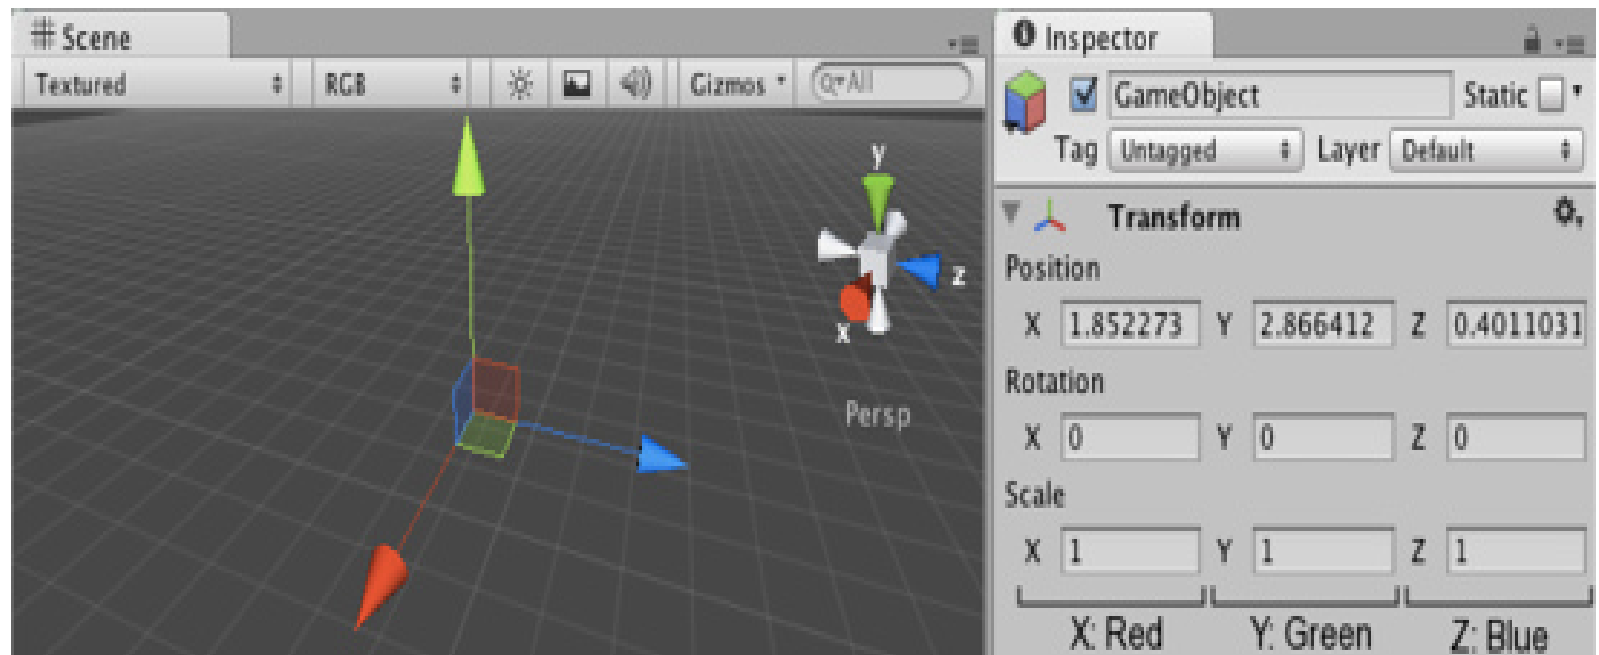 Scene
Textured
RGB
Gizmos
All
y
z
x
Persp
Inspector
GameObject
Static
Tag Untagged Layer Default
Transform
Position
X 1.852273 Y 2.866412 Z 0.4011031
Rotation
X 0 Y 0 Z 0
Scale
X 1 Y 1 Z 1
X: Red Y: Green Z: Blue